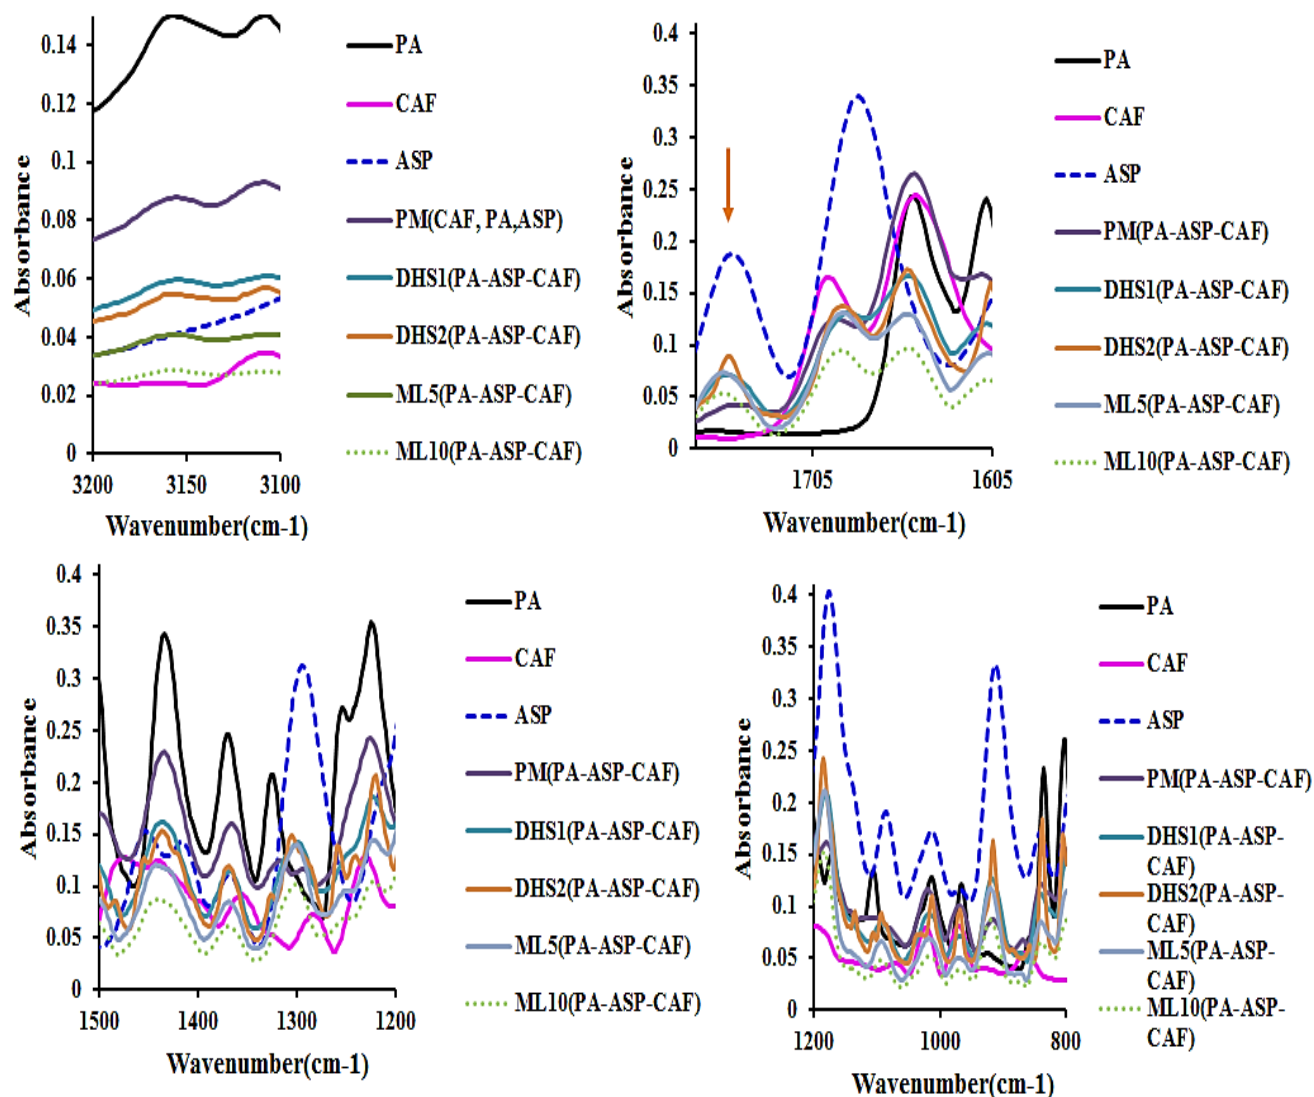 0.14
0.12
0.1
0.08
0.06
0.04
0.02
0
Absorbance
3200
3150
3100
Wavenumber(cm-1)
PA
CAF
ASP
PM(CAF, PA,ASP)
DHS1(PA-ASP-CAF)
DHS2(PA-ASP-CAF)
ML5(PA-ASP-CAF)
ML10(PA-ASP-CAF)
0.4
0.35
0.3
0.25
0.2
0.15
0.1
0.05
0
Absorbance
1705
1605
Wavenumber(cm-1)
PA
CAF
ASP
PM(PA-ASP-CAF)
DHS1(PA-ASP-CAF)
DHS2(PA-ASP-CAF)
ML5(PA-ASP-CAF)
ML10(PA-ASP-CAF)
0.4
0.35
0.3
0.25
0.2
0.15
0.1
0.05
0
Absorbance
1500
1400
1300
1200
Wavenumber(cm-1)
PA
CAF
ASP
PM(PA-ASP-CAF)
DHS1(PA-ASP-CAF)
DHS2(PA-ASP-CAF)
ML5(PA-ASP-CAF)
ML10(PA-ASP-CAF)
0.4
0.35
0.3
0.25
0.2
0.15
0.1
0.05
0
Absorbance
1200
1000
800
Wavenumber(cm-1)
PA
CAF
ASP
PM(PA-ASP-CAF)
DHS1(PA-ASP-
CAF)
DHS2(PA-ASP-
CAF)
ML5(PA-ASP-
CAF)
ML10(PA-ASP-
CAF)